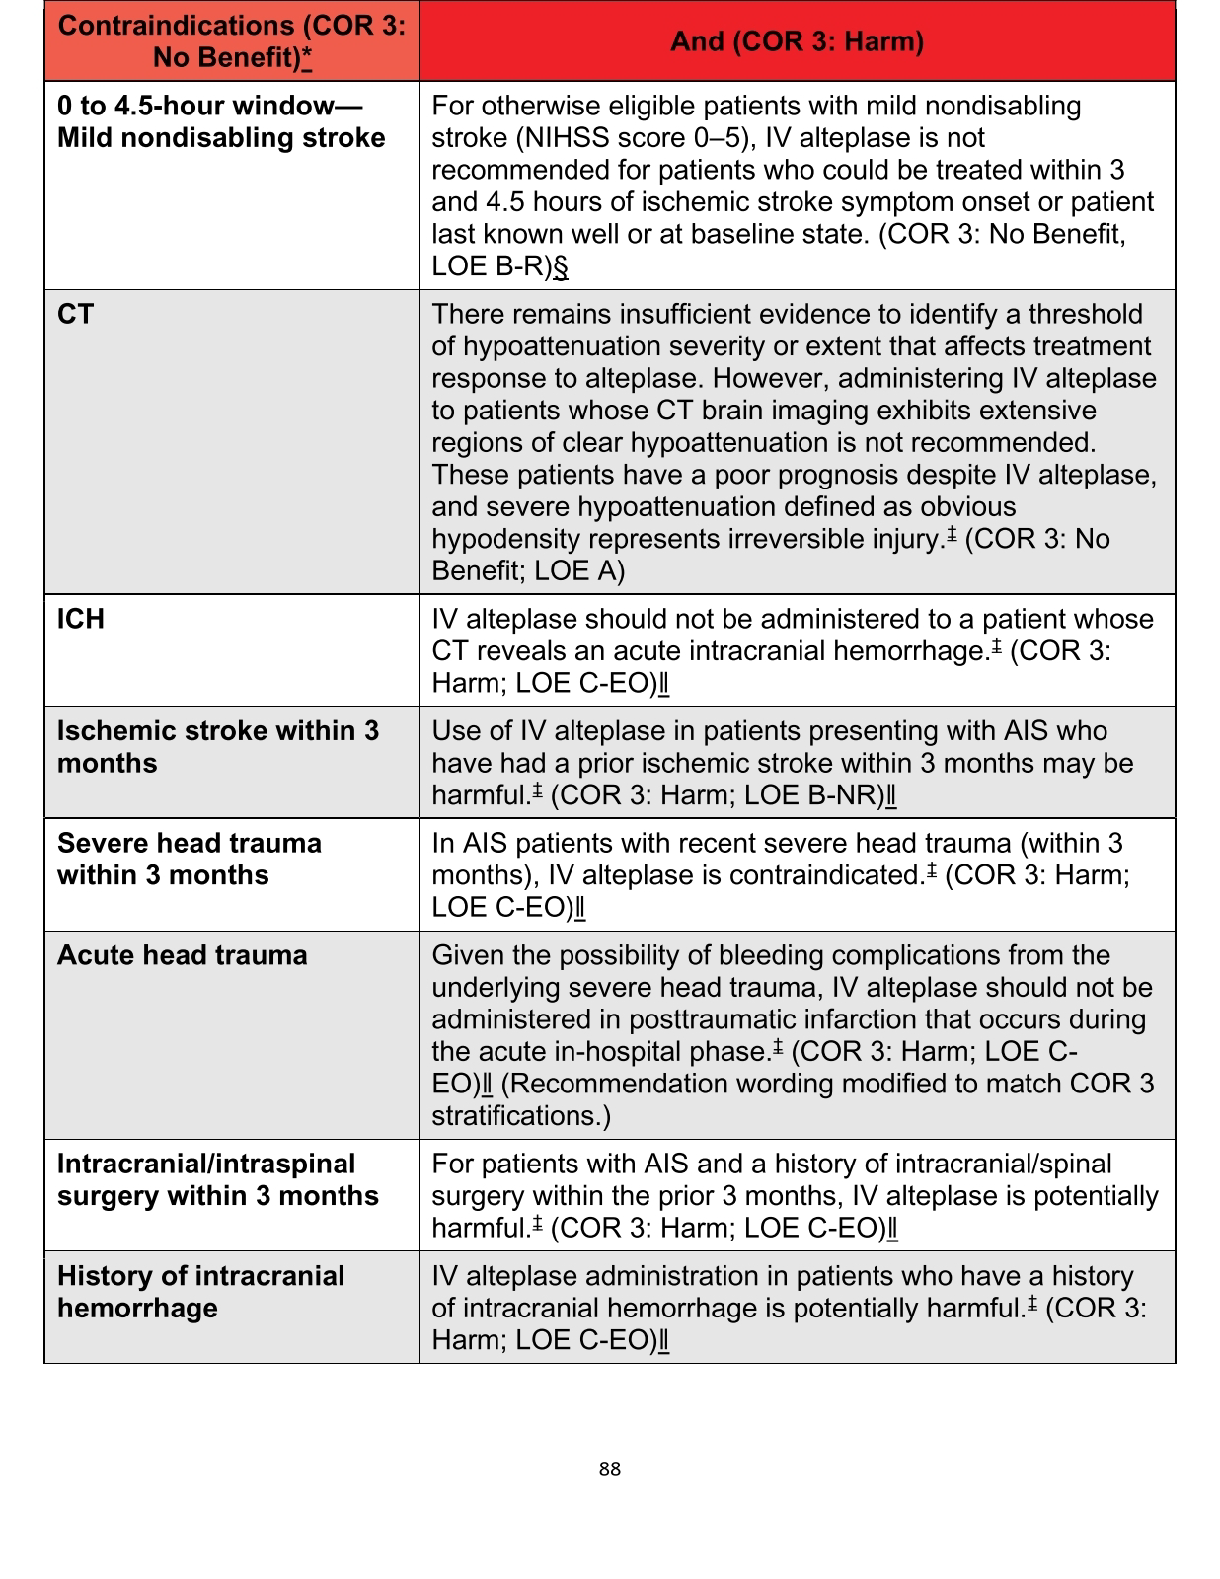 Contraindications (COR 3:
No Benefit)*
And (COR 3: Harm)
0 to 4.5-hour window—
Mild nondisabling stroke
For otherwise eligible patients with mild nondisabling
stroke (NIHSS score 0–5), IV alteplase is not
recommended for patients who could be treated within 3
and 4.5 hours of ischemic stroke symptom onset or patient
last known well or at baseline state. (COR 3: No Benefit,
LOE B-R)§
CT
There remains insufficient evidence to identify a threshold
of hypoattenuation severity or extent that affects treatment
response to alteplase. However, administering IV alteplase
to patients whose CT brain imaging exhibits extensive
regions of clear hypoattenuation is not recommended.
These patients have a poor prognosis despite IV alteplase,
and severe hypoattenuation defined as obvious
hypodensity represents irreversible injury.‡ (COR 3: No
Benefit; LOE A)
ICH
IV alteplase should not be administered to a patient whose
CT reveals an acute intracranial hemorrhage.‡ (COR 3:
Harm; LOE C-EO)‖
Ischemic stroke within 3
months
Use of IV alteplase in patients presenting with AIS who
have had a prior ischemic stroke within 3 months may be
harmful.‡ (COR 3: Harm; LOE B-NR)‖
Severe head trauma
within 3 months
In AIS patients with recent severe head trauma (within 3
months), IV alteplase is contraindicated.‡ (COR 3: Harm;
LOE C-EO)‖
Acute head trauma
Given the possibility of bleeding complications from the
underlying severe head trauma, IV alteplase should not be
administered in posttraumatic infarction that occurs during
the acute in-hospital phase.‡ (COR 3: Harm; LOE C-
EO)‖ (Recommendation wording modified to match COR 3
stratifications.)
Intracranial/intraspinal
surgery within 3 months
For patients with AIS and a history of intracranial/spinal
surgery within the prior 3 months, IV alteplase is potentially
harmful.‡ (COR 3: Harm; LOE C-EO)‖
History of intracranial
hemorrhage
IV alteplase administration in patients who have a history
of intracranial hemorrhage is potentially harmful.‡ (COR 3:
Harm; LOE C-EO)‖
88